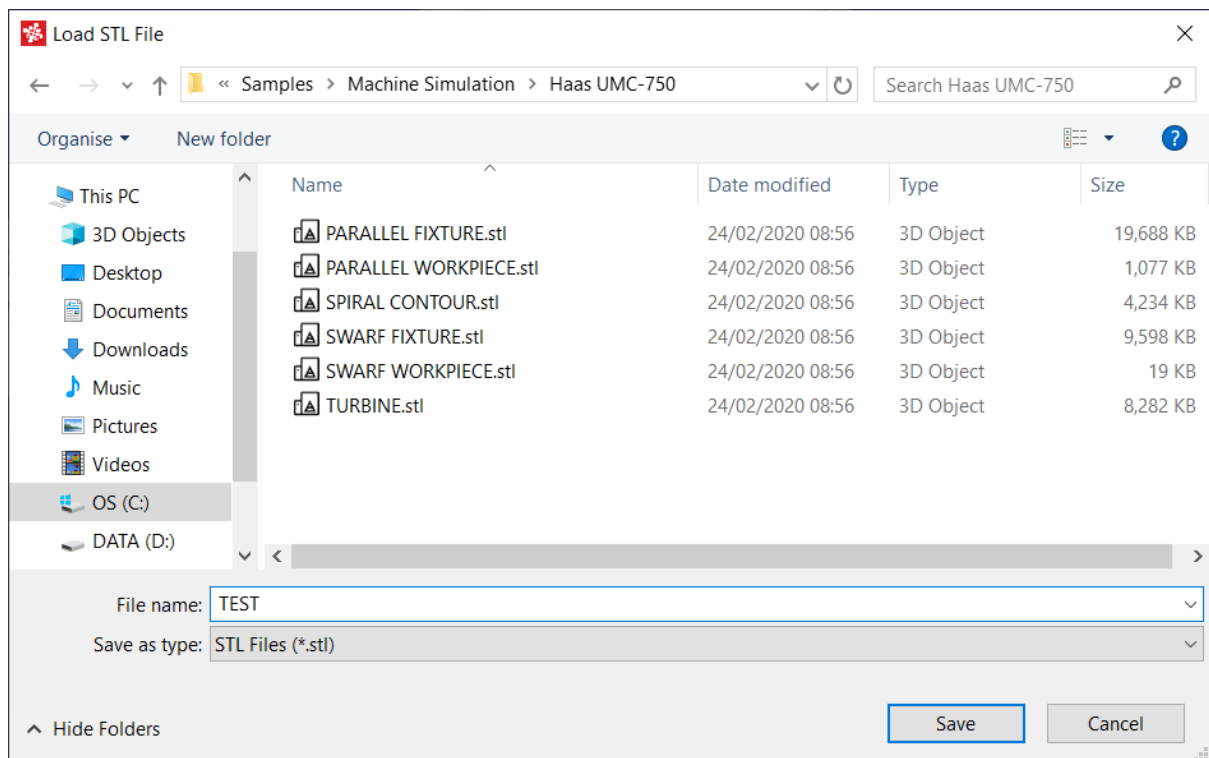 Load STL File
« Samples > Machine Simulation > Haas UMC-750
Search Haas UMC-750
Organise New folder
?
This PC
3D Objects
Desktop
Documents
Downloads
Music
Pictures
Videos
OS (C:)
DATA (D:)
Name Date modified Type Size
PARALLEL FIXTURE.stl 24/02/2020 08:56 3D Object 19,688 KB
PARALLEL WORKPIECE.stl 24/02/2020 08:56 3D Object 1,077 KB
SPIRAL CONTOUR.stl 24/02/2020 08:56 3D Object 4,234 KB
SWARF FIXTURE.stl 24/02/2020 08:56 3D Object 9,598 KB
SWARF WORKPIECE.stl 24/02/2020 08:56 3D Object 19 KB
TURBINE.stl 24/02/2020 08:56 3D Object 8,282 KB
File name: TEST
Save as type: STL Files (*.stl)
Hide Folders
Save Cancel